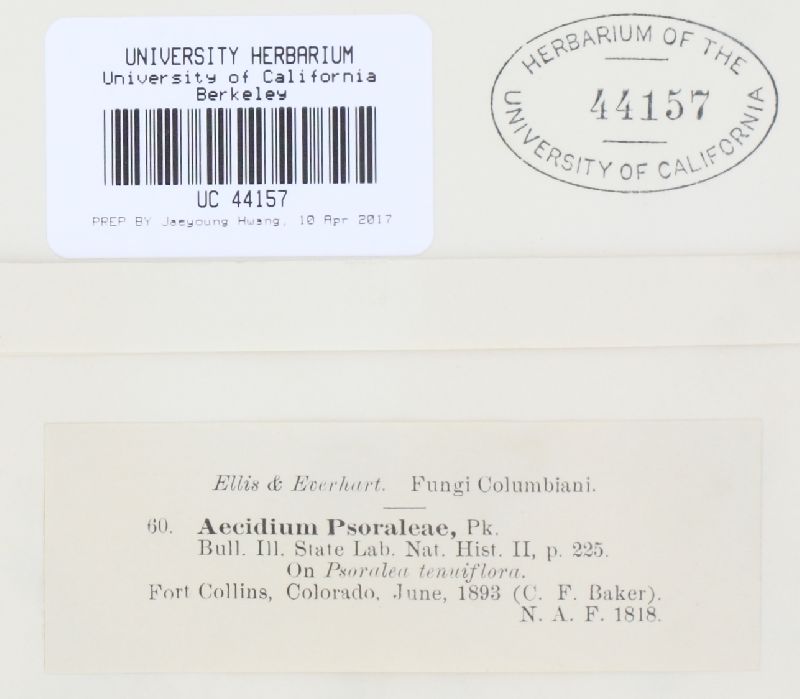 UNIVERSITY HERBARIUM
University of California
Berkeley
UC 44157
PREP BY Jaeyoung Hwang, 10 Apr 2017
HERBARIUM OF THE
44157
UNIVERSITY OF CALIFORNIA
Ellis & Everhart. Fungi Columbiani.
60. Aecidium Psoraleae, Pk.
Bull. Ill. State Lab. Nat. Hist. II, p. 225.
On Psoralea tenuiflora.
Fort Collins, Colorado, June, 1893 (C. F. Baker).
N. A. F. 1818.